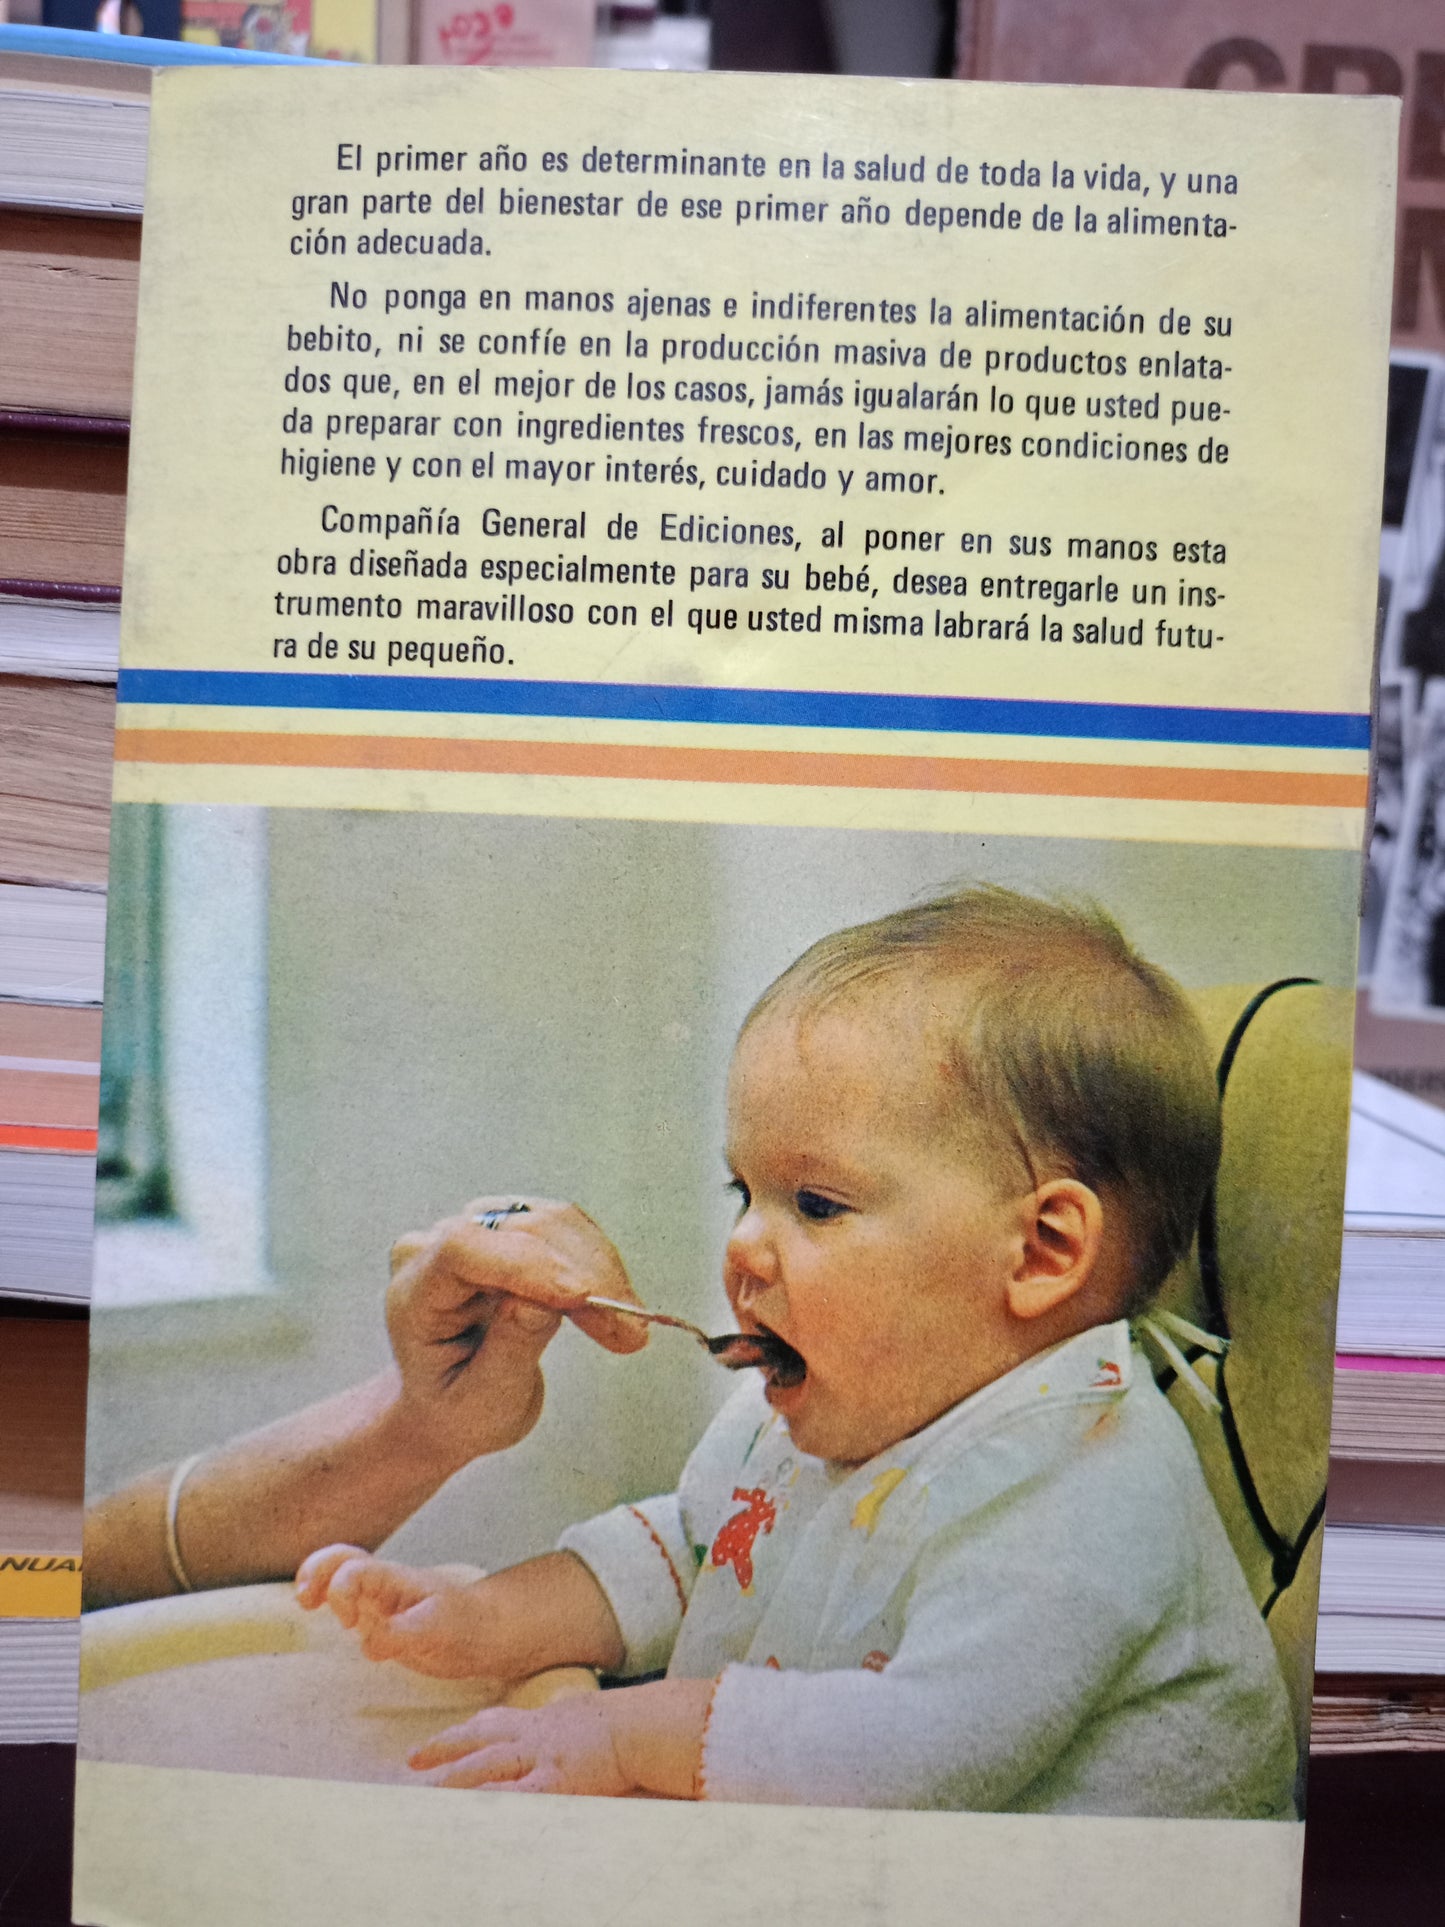 El primer año es determinante en la salud de toda la vida, y una
gran parte del bienestar de ese primer año depende de la alimenta-
ción adecuada.
No ponga en manos ajenas e indiferentes la alimentación de su
bebito, ni se confíe en la producción masiva de productos enlata-
dos que, en el mejor de los casos, jamás igualarán lo que usted pue-
da preparar con ingredientes frescos, en las mejores condiciones de
higiene y con el mayor interés, cuidado y amor.
Compañía General de Ediciones, al poner en sus manos esta
obra diseñada especialmente para su bebé, desea entregarle un ins-
trumento maravilloso con el que usted misma labrará la salud futu-
ra de su pequeño.